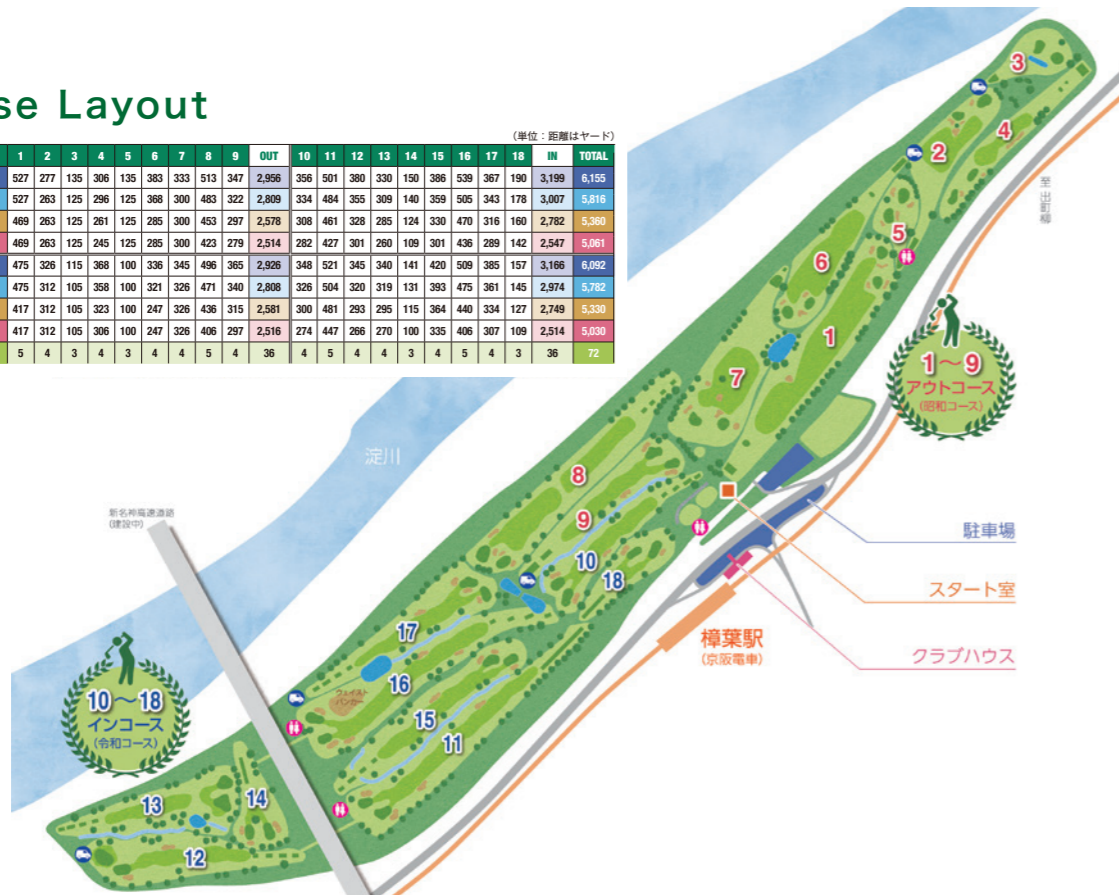 se Layout
(単位：距離はヤード)
1 2 3 4 5 6 7 8 9 OUT 10 11 12 13 14 15 16 17 18 IN TOTAL
527 277 135 306 135 383 333 513 347 2,956 356 501 380 330 150 386 539 367 190 3,199 6,155
527 263 125 296 125 368 300 483 322 2,809 334 484 355 309 140 359 505 343 178 3,007 5,816
469 263 125 261 125 285 300 453 297 2,578 308 461 328 285 124 330 470 316 160 2,782 5,360
469 263 125 245 125 285 300 423 279 2,514 282 427 301 260 109 301 436 289 142 2,547 5,061
475 326 115 368 100 336 345 496 365 2,926 348 521 345 340 141 420 509 385 157 3,166 6,092
475 312 105 358 100 321 326 471 340 2,808 326 504 320 319 131 393 475 361 145 2,974 5,782
417 312 105 323 100 247 326 436 315 2,581 300 481 293 295 115 364 440 334 127 2,749 5,330
417 312 105 306 100 247 326 406 297 2,516 274 447 266 270 100 335 406 307 109 2,514 5,030
5 4 3 4 3 4 4 5 4 36 4 5 4 4 3 4 5 4 3 36 72
3
4
2
至 出町柳
5
6
1
7
1～9
アウトコース
(昭和コース)
淀川
8
9
10
18
新名神高速道路
(建設中)
駐車場
スタート室
クラブハウス
樟葉駅
(京阪電車)
17
16
ウェイスト
バンカー
15
11
10～18
インコース
(令和コース)
13
14
12